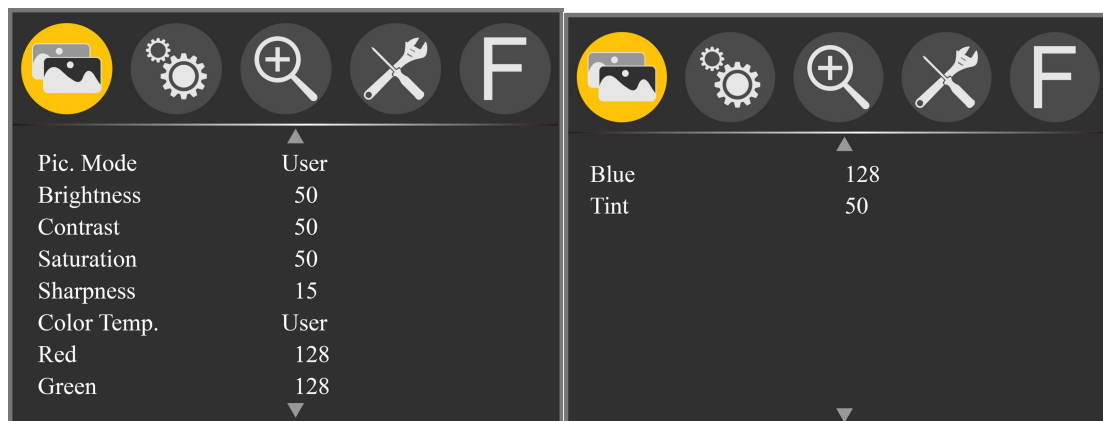 F
Pic. Mode User
Brightness 50
Contrast 50
Saturation 50
Sharpness 15
Color Temp. User
Red 128
Green 128
F
Blue 128
Tint 50